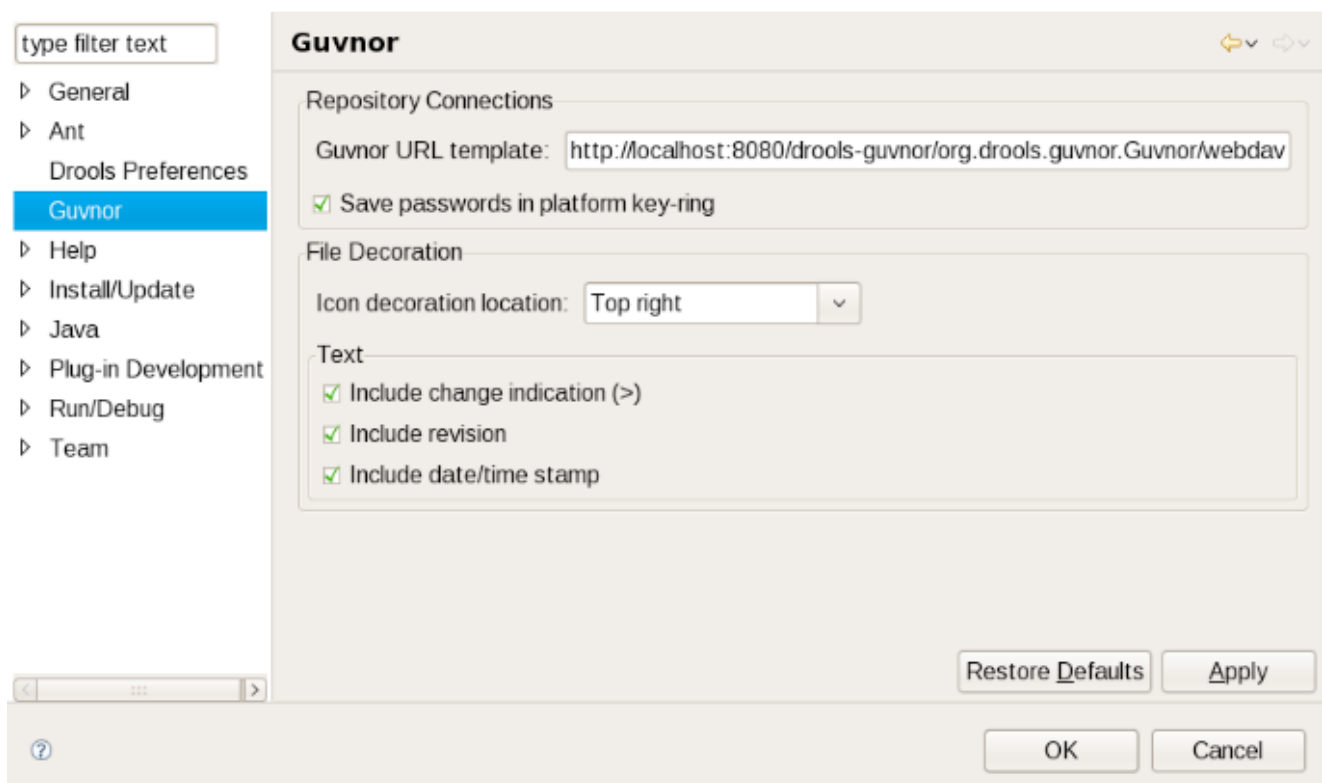 type filter text
General
Ant
Drools Preferences
Guvnor
Help
Install/Update
Java
Plug-in Development
Run/Debug
Team
Guvnor
Repository Connections
Guvnor URL template: http://localhost:8080/drools-guvnor/org.drools.guvnor.Guvnor/webdav
Save passwords in platform key-ring
File Decoration
Icon decoration location: Top right
Text
Include change indication (>)
Include revision
Include date/time stamp
Restore Defaults Apply
OK Cancel